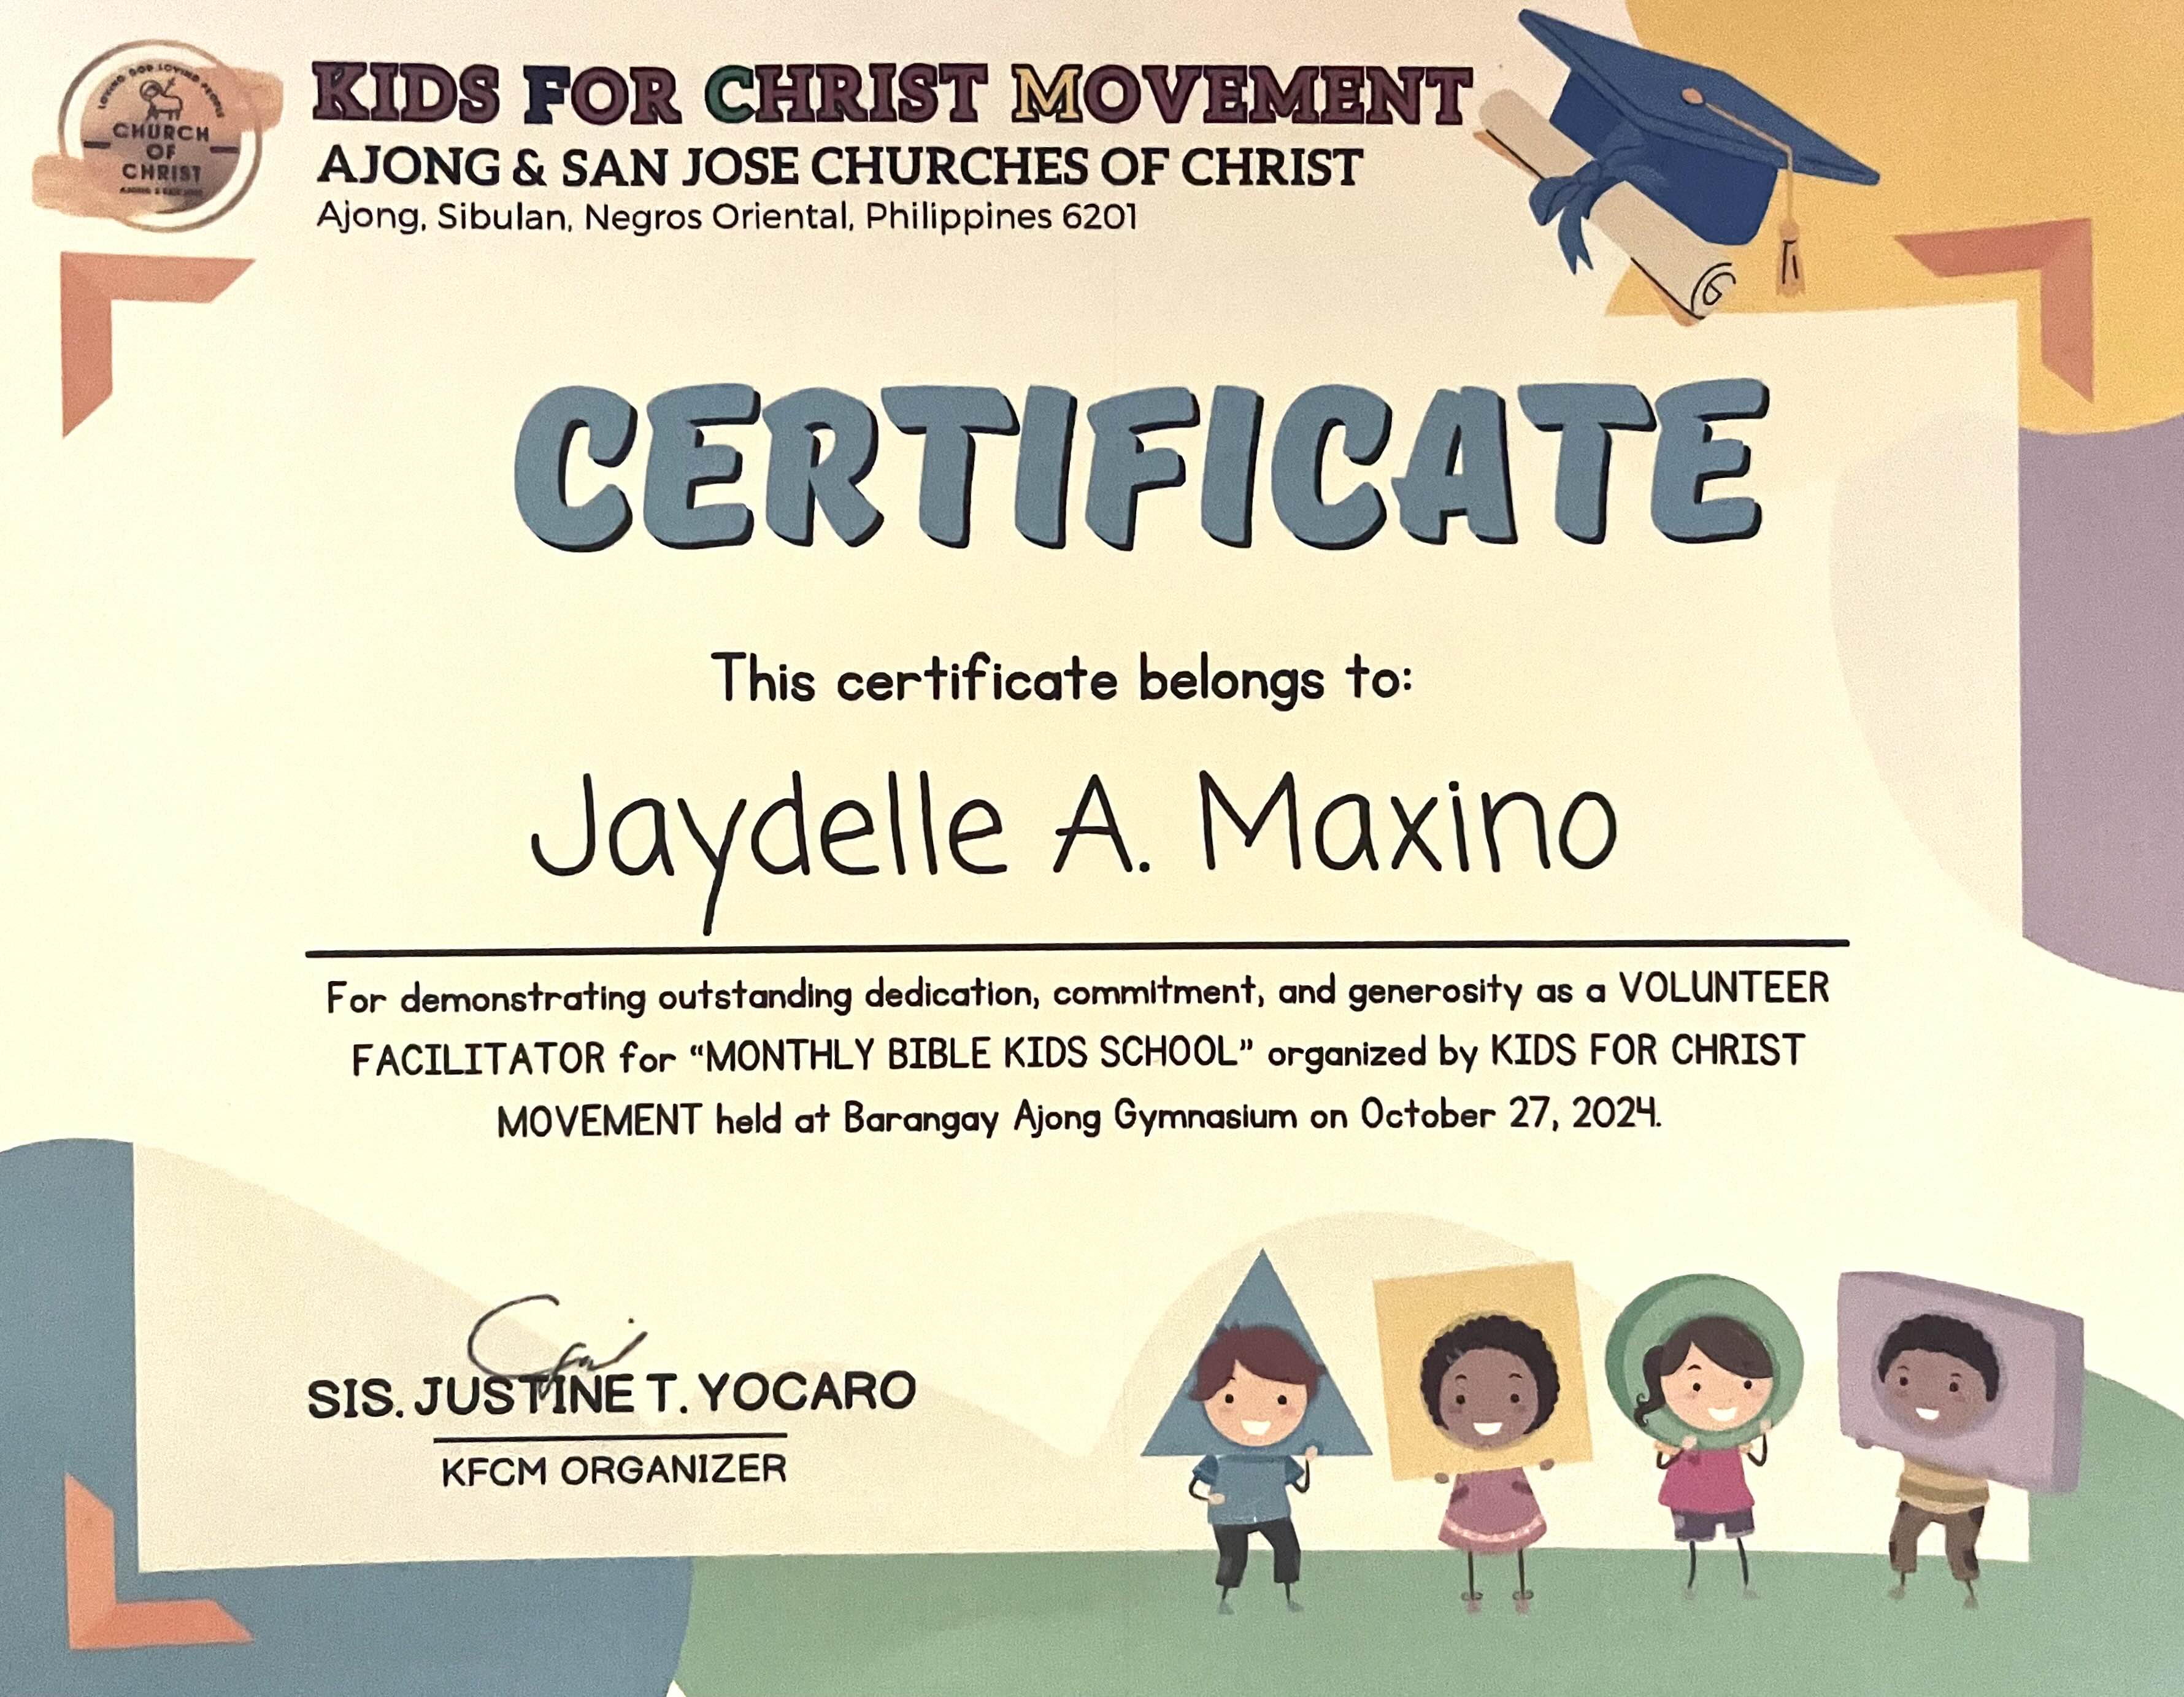 LOVING GOD LOVING PEOPLE
CHURCH
OF
CHRIST
AJONG & SAN JOSE
KIDS FOR CHRIST MOVEMENT
AJONG & SAN JOSE CHURCHES OF CHRIST
Ajong, Sibulan, Negros Oriental, Philippines 6201
CERTIFICATE
This certificate belongs to:
Jaydelle A. Maxino
For demonstrating outstanding dedication, commitment, and generosity as a VOLUNTEER
FACILITATOR for “MONTHLY BIBLE KIDS SCHOOL” organized by KIDS FOR CHRIST
MOVEMENT held at Barangay Ajong Gymnasium on October 27, 2024.
SIS. JUSTINE T. YOCARO
KFCM ORGANIZER